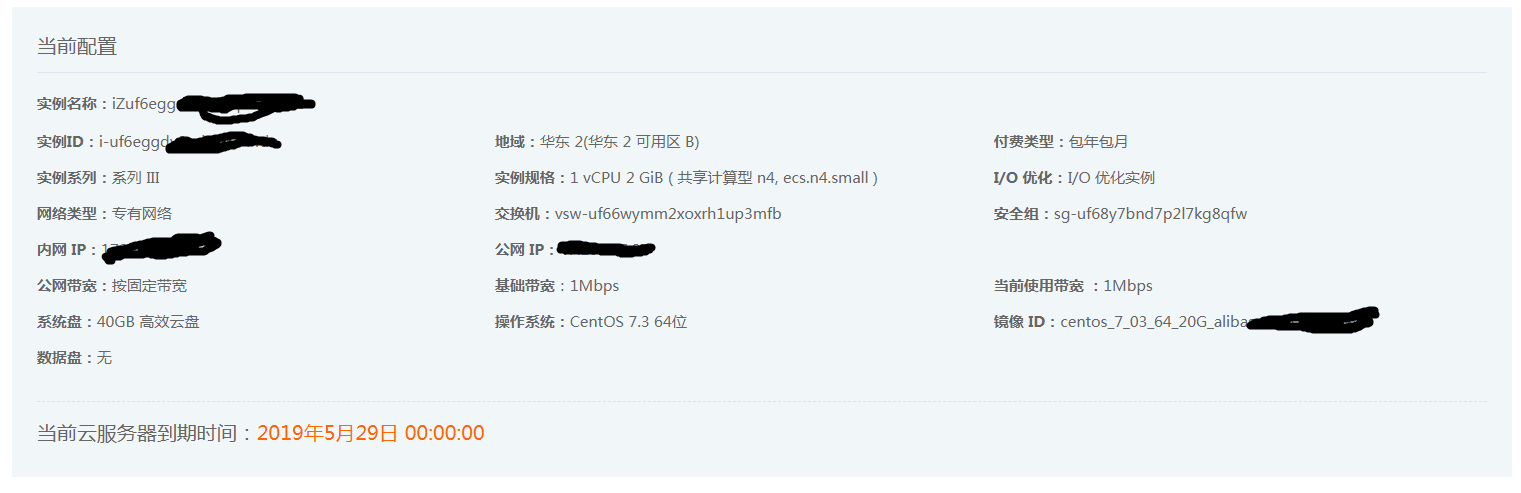 当前配置
实例名称：iZuf6egg
实例ID：i-uf6eggd 地域：华东 2(华东 2 可用区 B) 付费类型：包年包月
实例系列：系列 III 实例规格：1 vCPU 2 GiB ( 共享计算型 n4, ecs.n4.small ) I/O 优化：I/O 优化实例
网络类型：专有网络 交换机：vsw-uf66wymm2xoxrh1up3mfb 安全组：sg-uf68y7bnd7p2l7kg8qfw
内网 IP： 公网 IP：
公网带宽：按固定带宽 基础带宽：1Mbps 当前使用带宽 ：1Mbps
系统盘：40GB 高效云盘 操作系统：CentOS 7.3 64位 镜像 ID：centos_7_03_64_20G_aliba
数据盘：无
当前云服务器到期时间：2019年5月29日 00:00:00